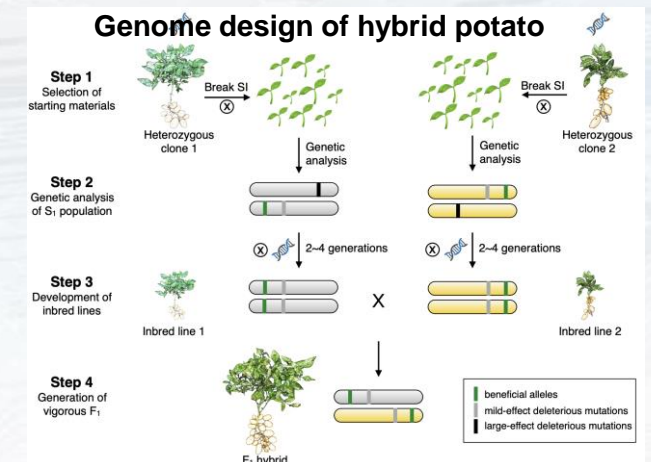 Genome design of hybrid potato
Step 1
Selection of
starting materials
Break SI
X
Heterozygous
clone 1
Break SI
X
Heterozygous
clone 2
Genetic
analysis
Genetic
analysis
Step 2
Genetic analysis
of S₁ population
X
2~4 generations
X
2~4 generations
Step 3
Development of
inbred lines
Inbred line 1
X
Inbred line 2
Step 4
Generation of
vigorous F₁
F₁ hybrid
beneficial alleles
mild-effect deleterious mutations
large-effect deleterious mutations